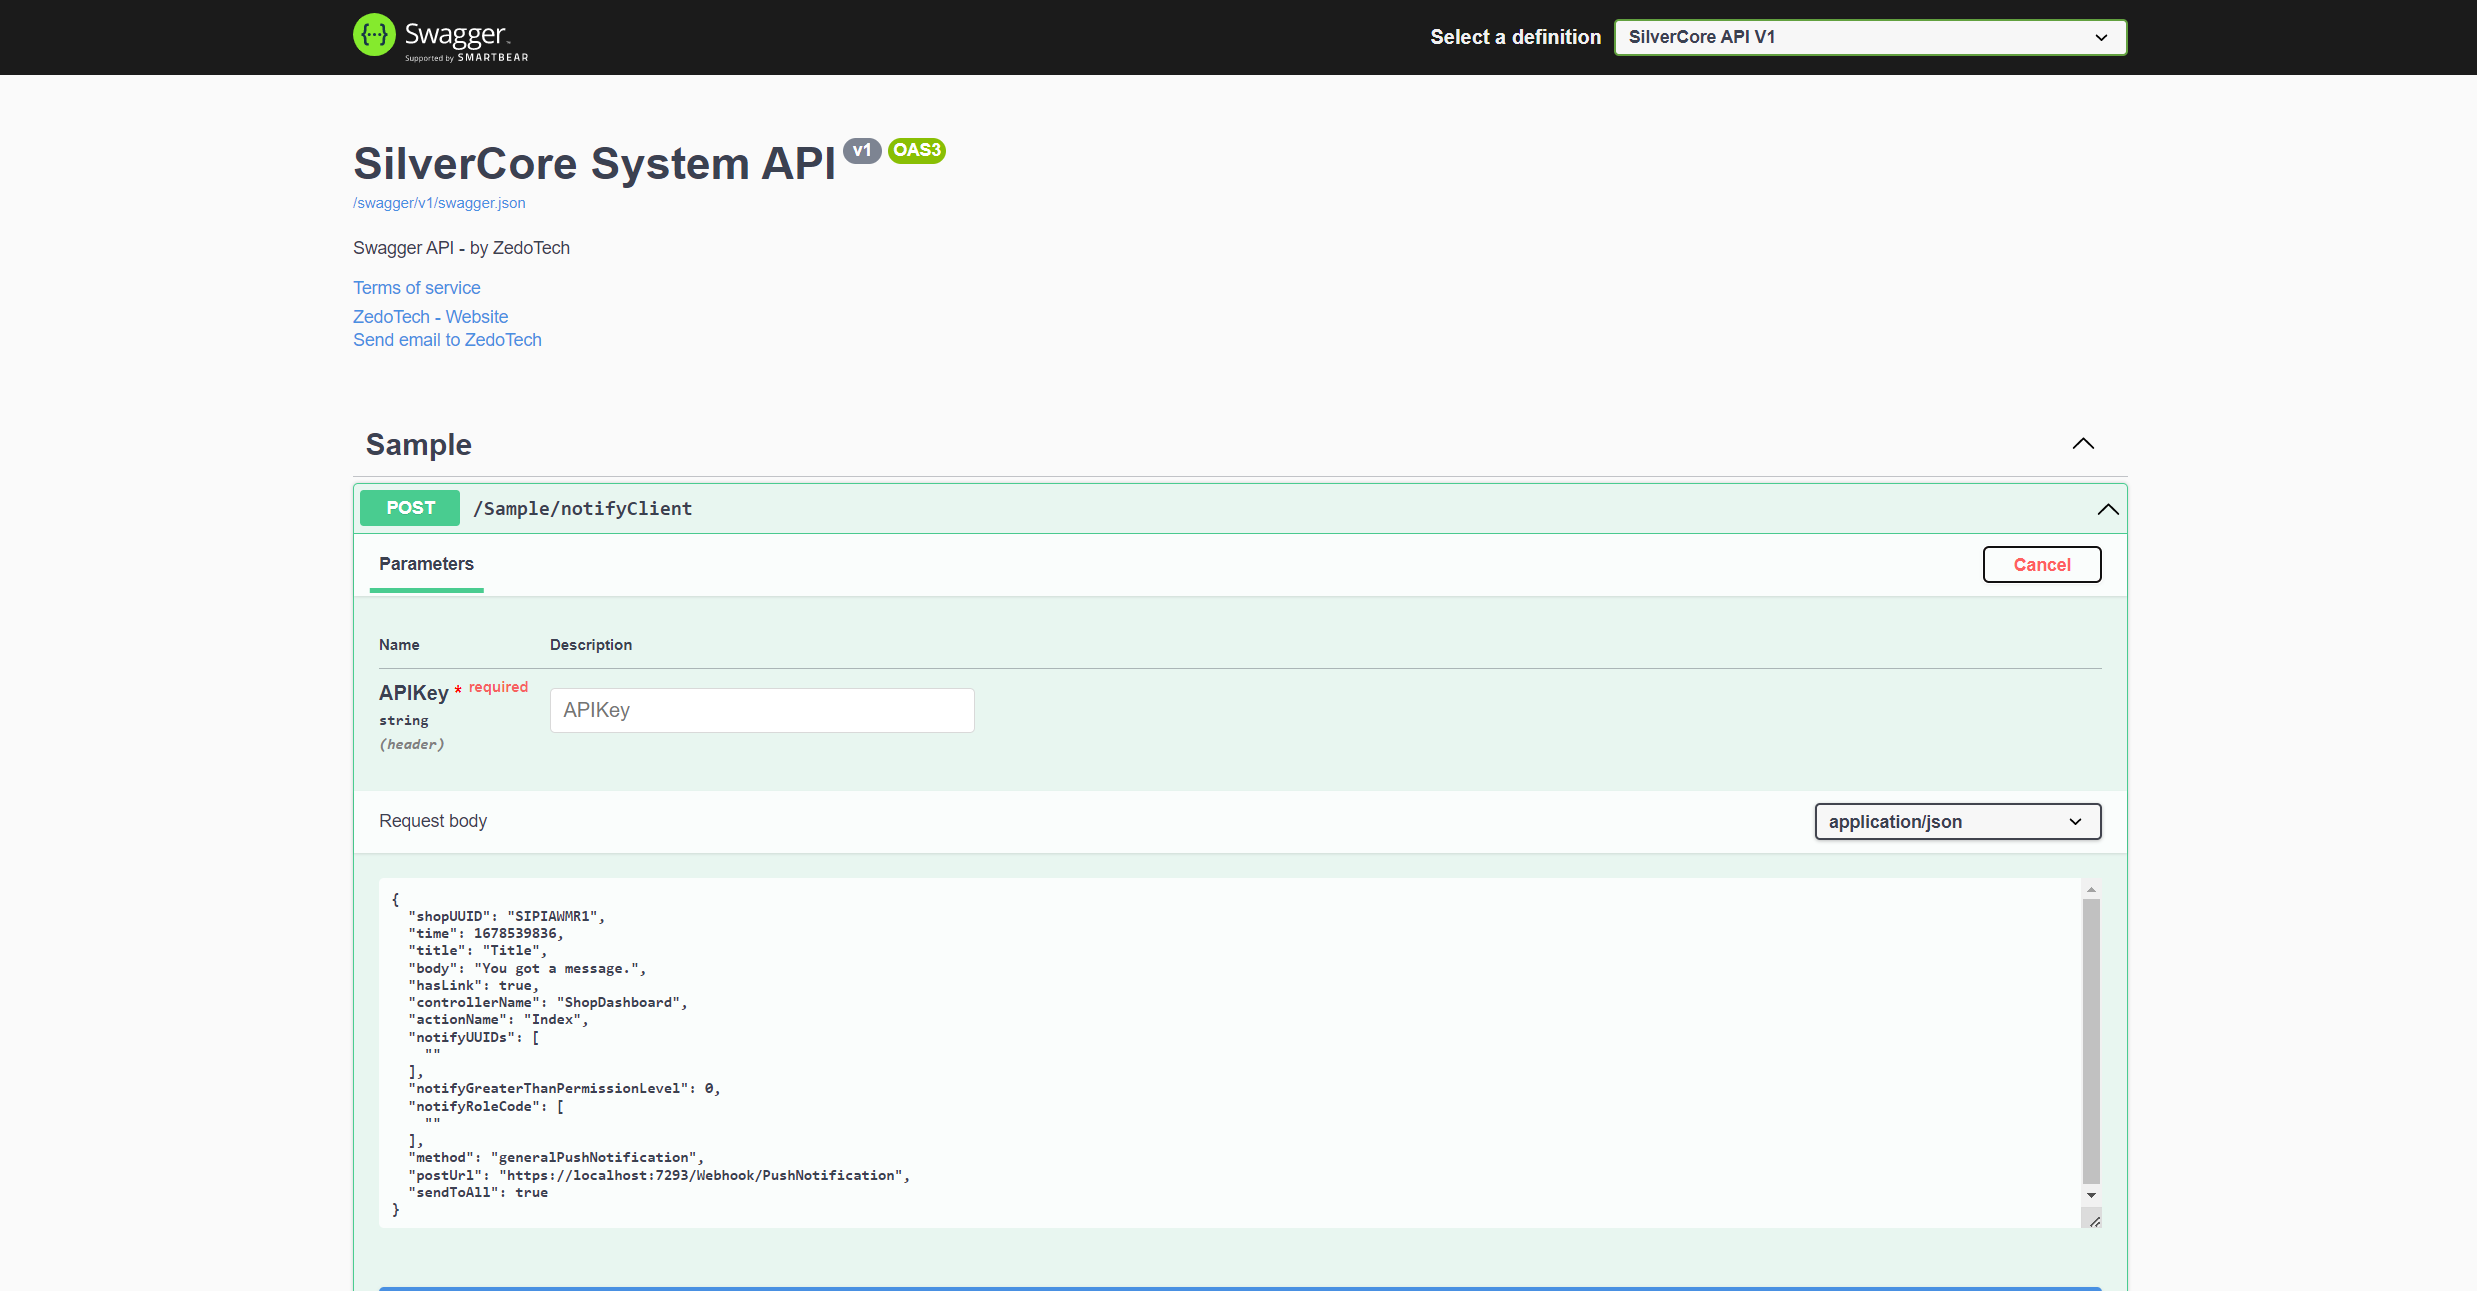 Swagger
Supported by SMARTBEAR
Select a definition
SilverCore API V1
SilverCore System API v1 OAS3
/swagger/v1/swagger.json
Swagger API - by ZedoTech
Terms of service
ZedoTech - Website
Send email to ZedoTech
Sample
POST /Sample/notifyClient
Parameters
Cancel
Name Description
APIKey * required
string
(header)
APIKey
Request body
application/json
{
"shopUUID": "SIPIAWMR1",
"time": 1678539836,
"title": "Title",
"body": "You got a message.",
"hasLink": true,
"controllerName": "ShopDashboard",
"actionName": "Index",
"notifyUUIDs": [
""
],
"notifyGreaterThanPermissionLevel": 0,
"notifyRoleCode": [
""
],
"method": "generalPushNotification",
"postUrl": "https://localhost:7293/Webhook/PushNotification",
"sendToAll": true
}